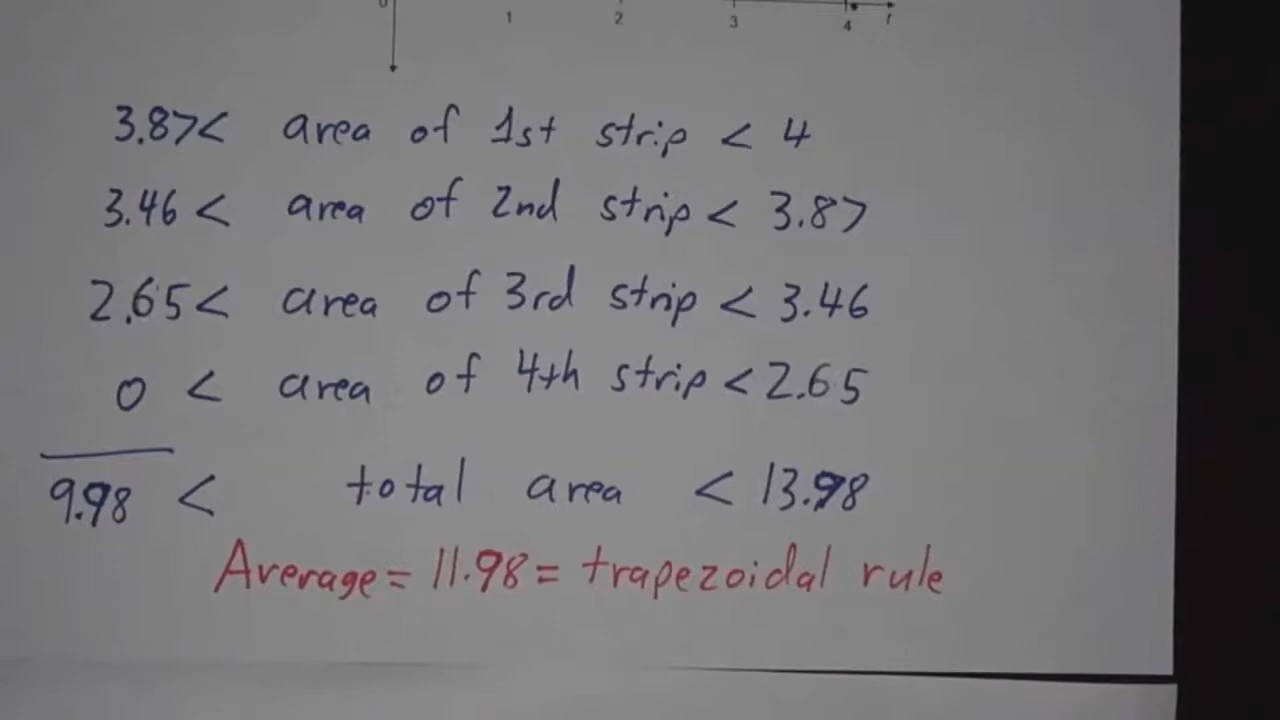 0 1 2 3 4 t
3.87 < area of 1st strip < 4
3.46 < area of 2nd strip < 3.87
2.65 < area of 3rd strip < 3.46
0 < area of 4th strip < 2.65
9.98 < total area < 13.98
Average = 11.98 = trapezoidal rule